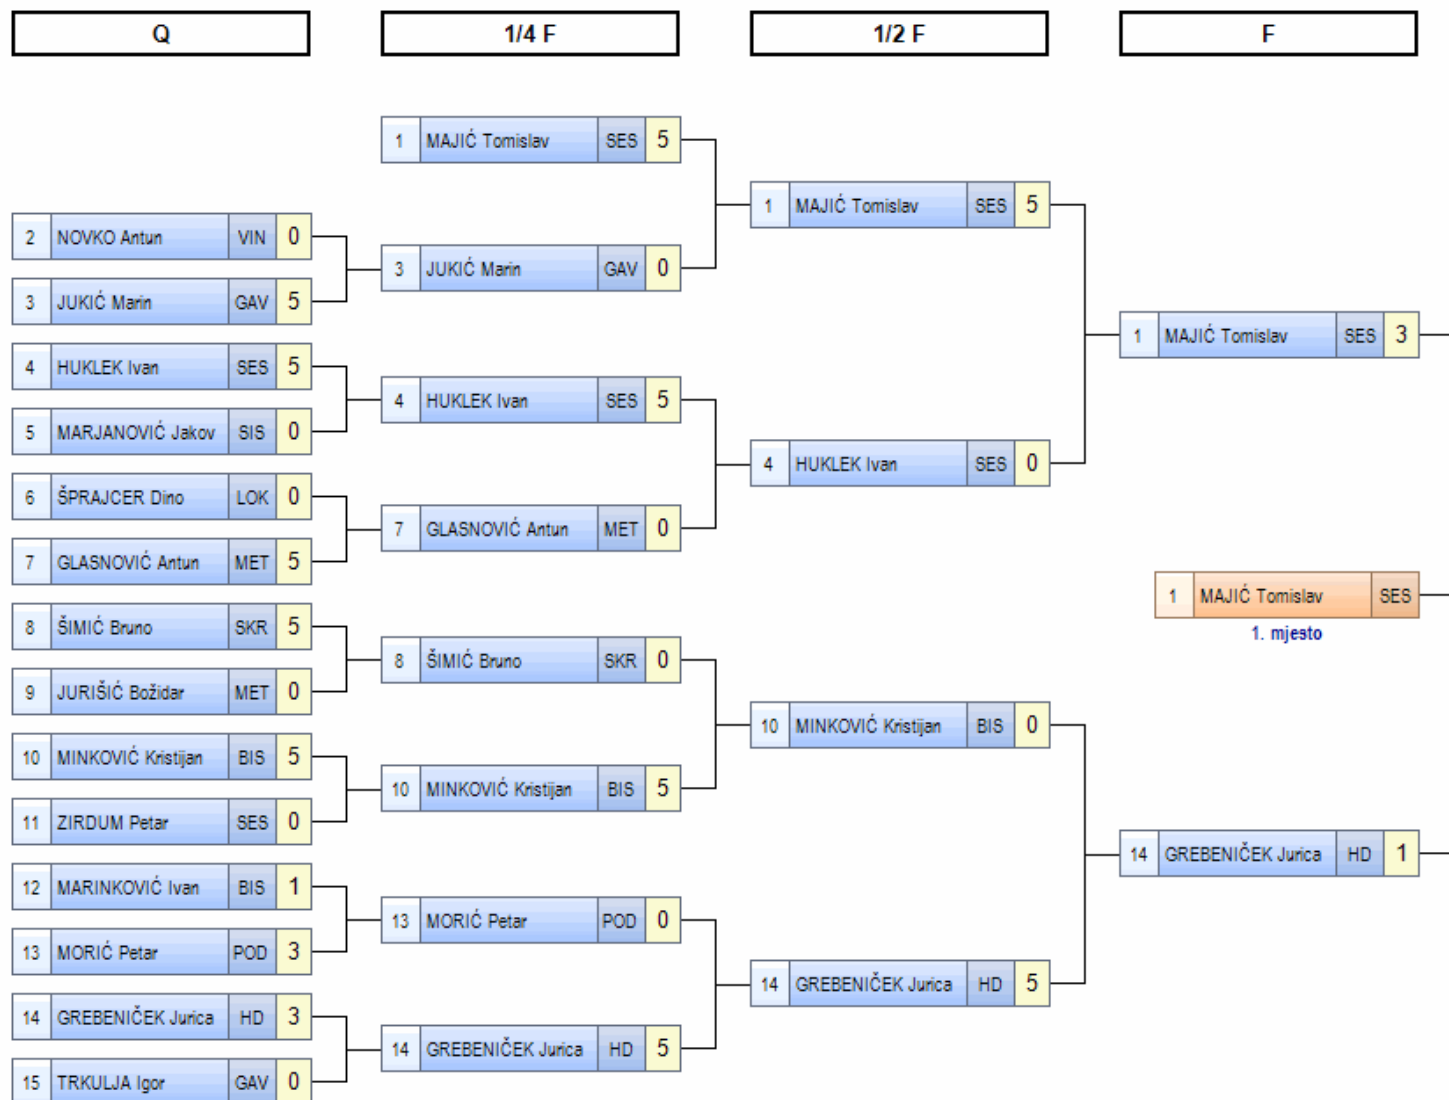 Q 1/4 F 1/2 F F
1 MAJIĆ Tomislav SES 5
1 MAJIĆ Tomislav SES 5
2 NOVKO Antun VIN 0
3 JUKIĆ Marin GAV 0
3 JUKIĆ Marin GAV 5
1 MAJIĆ Tomislav SES 3
4 HUKLEK Ivan SES 5
4 HUKLEK Ivan SES 5
5 MARJANOVIĆ Jakov SIS 0
4 HUKLEK Ivan SES 0
6 ŠPRAJCER Dino LOK 0
7 GLASNOVIĆ Antun MET 0
7 GLASNOVIĆ Antun MET 5
1 MAJIĆ Tomislav SES
1. mjesto
8 ŠIMIĆ Bruno SKR 5
8 ŠIMIĆ Bruno SKR 0
9 JURIŠIĆ Božidar MET 0
10 MINKOVIĆ Kristijan BIS 0
10 MINKOVIĆ Kristijan BIS 5
10 MINKOVIĆ Kristijan BIS 5
11 ZIRDUM Petar SES 0
14 GREBENIČEK Jurica HD 1
12 MARINKOVIĆ Ivan BIS 1
13 MORIĆ Petar POD 0
13 MORIĆ Petar POD 3
14 GREBENIČEK Jurica HD 5
14 GREBENIČEK Jurica HD 3
14 GREBENIČEK Jurica HD 5
15 TRKULJA Igor GAV 0